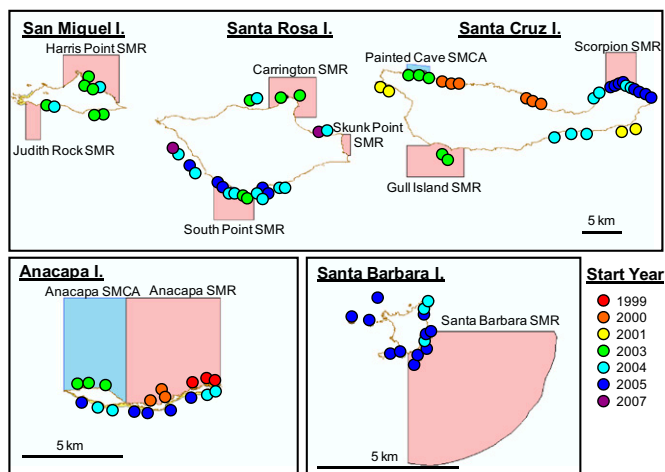 San Miguel I.
Santa Rosa I.
Santa Cruz I.
Harris Point SMR
Carrington SMR
Painted Cave SMCA
Scorpion SMR
Judith Rock SMR
Skunk Point
SMR
South Point SMR
Gull Island SMR
5 km
Anacapa I.
Anacapa SMCA
Anacapa SMR
5 km
Santa Barbara I.
Santa Barbara SMR
5 km
Start Year
1999
2000
2001
2003
2004
2005
2007